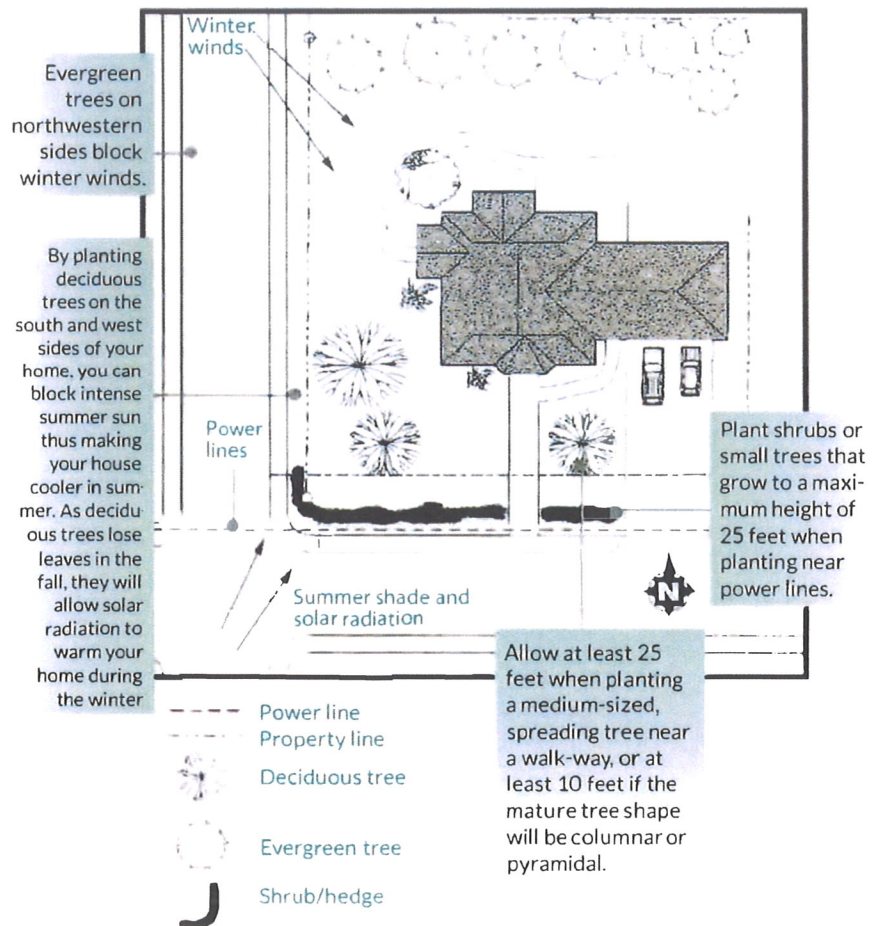 Winter
winds
Evergreen
trees on
northwestern
sides block
winter winds.
By planting
deciduous
trees on the
south and west
sides of your
home, you can
block intense
summer sun
thus making
your house
cooler in sum-
mer. As decidu-
ous trees lose
leaves in the
fall, they will
allow solar
radiation to
warm your
home during
the winter
Power
lines
Plant shrubs or
small trees that
grow to a maxi-
mum height of
25 feet when
planting near
power lines.
N
Summer shade and
solar radiation
Allow at least 25
feet when planting
a medium-sized,
spreading tree near
a walk-way, or at
least 10 feet if the
mature tree shape
will be columnar or
pyramidal.
Power line
Property line
Deciduous tree
Evergreen tree
Shrub/hedge